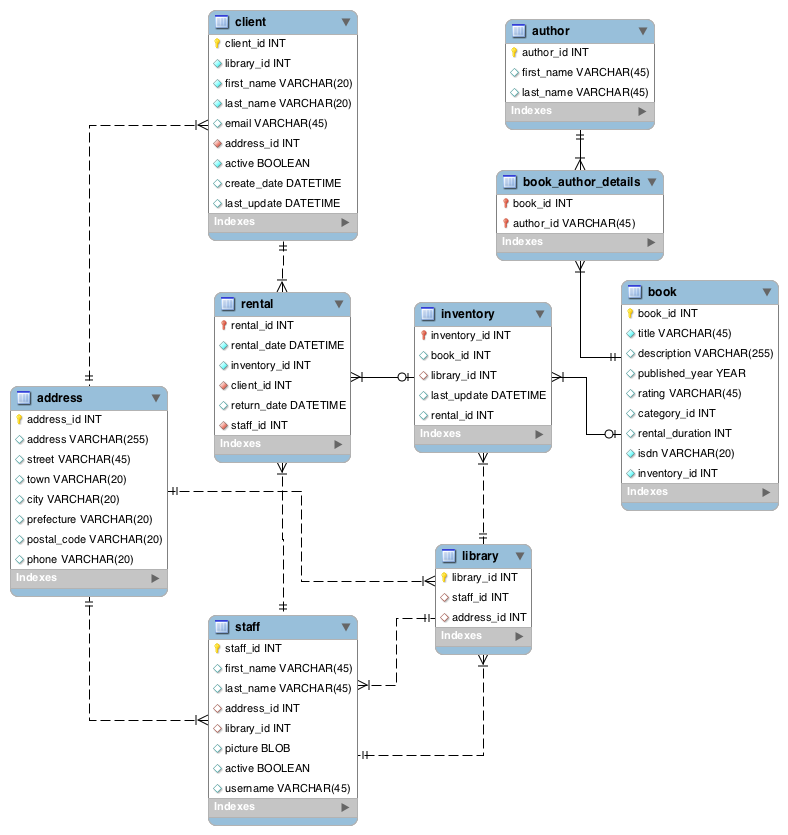 client
client_id INT
library_id INT
first_name VARCHAR(20)
last_name VARCHAR(20)
email VARCHAR(45)
address_id INT
active BOOLEAN
create_date DATETIME
last_update DATETIME
Indexes
author
author_id INT
first_name VARCHAR(45)
last_name VARCHAR(45)
Indexes
book_author_details
book_id INT
author_id VARCHAR(45)
Indexes
rental
rental_id INT
rental_date DATETIME
inventory_id INT
client_id INT
return_date DATETIME
staff_id INT
Indexes
inventory
inventory_id INT
book_id INT
library_id INT
last_update DATETIME
rental_id INT
Indexes
book
book_id INT
title VARCHAR(45)
description VARCHAR(255)
published_year YEAR
rating VARCHAR(45)
category_id INT
rental_duration INT
isdn VARCHAR(20)
inventory_id INT
Indexes
address
address_id INT
address VARCHAR(255)
street VARCHAR(45)
town VARCHAR(20)
city VARCHAR(20)
prefecture VARCHAR(20)
postal_code VARCHAR(20)
phone VARCHAR(20)
Indexes
library
library_id INT
staff_id INT
address_id INT
Indexes
staff
staff_id INT
first_name VARCHAR(45)
last_name VARCHAR(45)
address_id INT
library_id INT
picture BLOB
active BOOLEAN
username VARCHAR(45)
Indexes